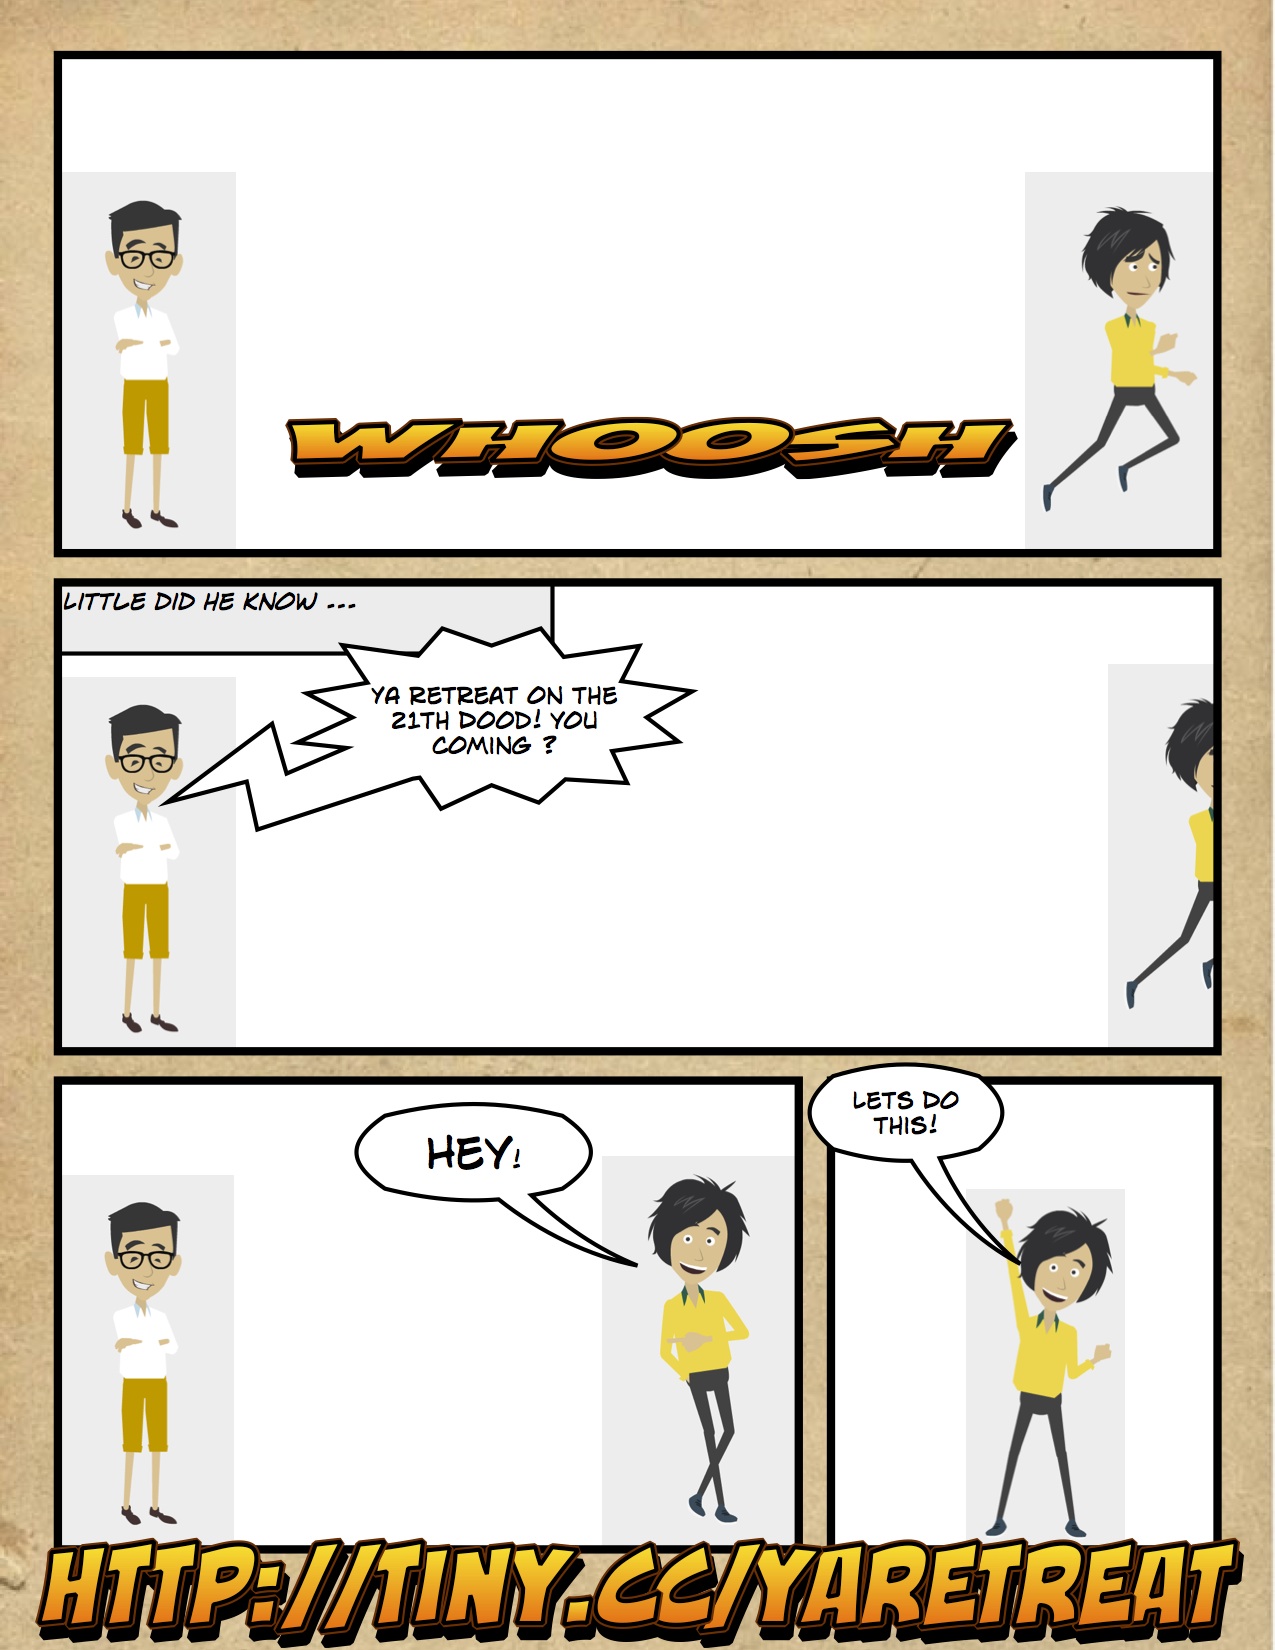 WHOOSH
LITTLE DID HE KNOW ...
YA RETREAT ON THE
21TH DOOD! YOU
COMING ?
HEY!
LETS DO
THIS!
HTTP://TINY.CC/YARETREAT